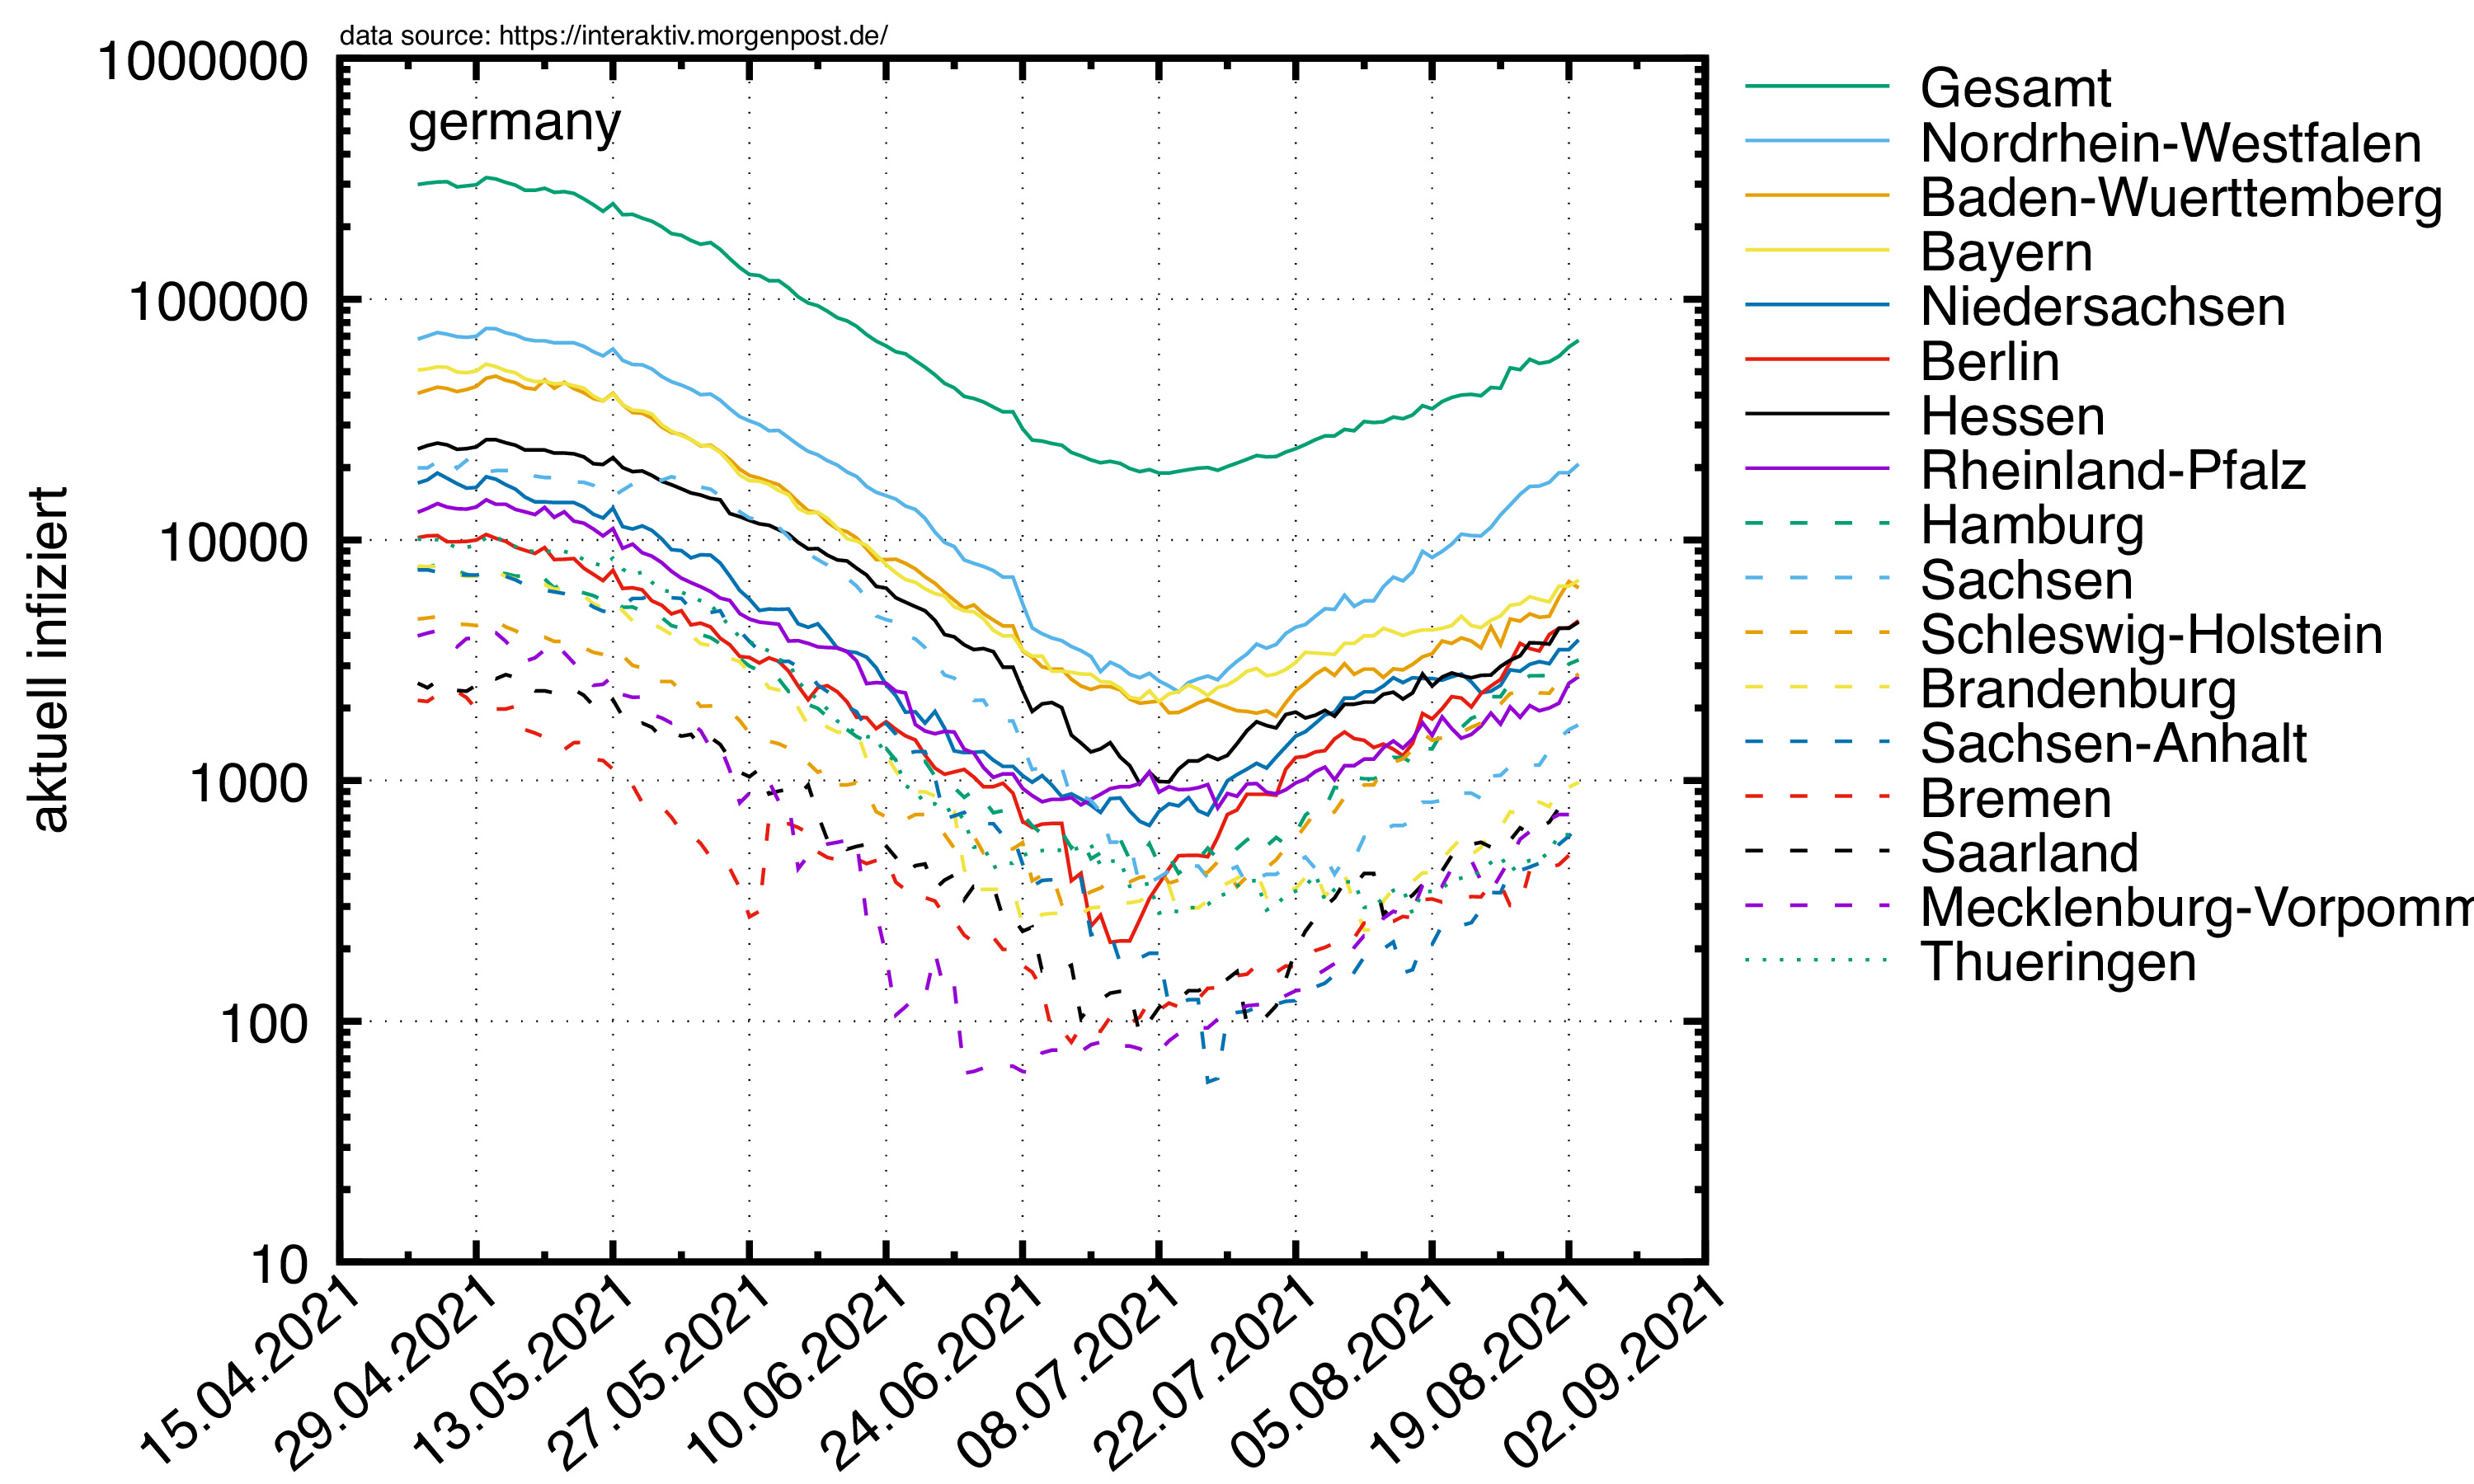 data source: https://interaktiv.morgenpost.de/
germany
aktuell infiziert
1000000
100000
10000
1000
100
10
15.04.2021
29.04.2021
13.05.2021
27.05.2021
10.06.2021
24.06.2021
08.07.2021
22.07.2021
05.08.2021
19.08.2021
02.09.2021
Gesamt
Nordrhein-Westfalen
Baden-Wuerttemberg
Bayern
Niedersachsen
Berlin
Hessen
Rheinland-Pfalz
Hamburg
Sachsen
Schleswig-Holstein
Brandenburg
Sachsen-Anhalt
Bremen
Saarland
Mecklenburg-Vorpomm
Thueringen